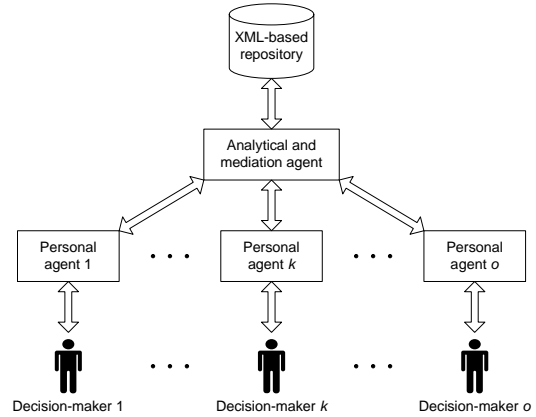 XML-based
repository
Analytical and
mediation agent
Personal
agent 1
. . .
Personal
agent k
. . .
Personal
agent o
. . .
. . .
Decision-maker 1
Decision-maker k
Decision-maker o